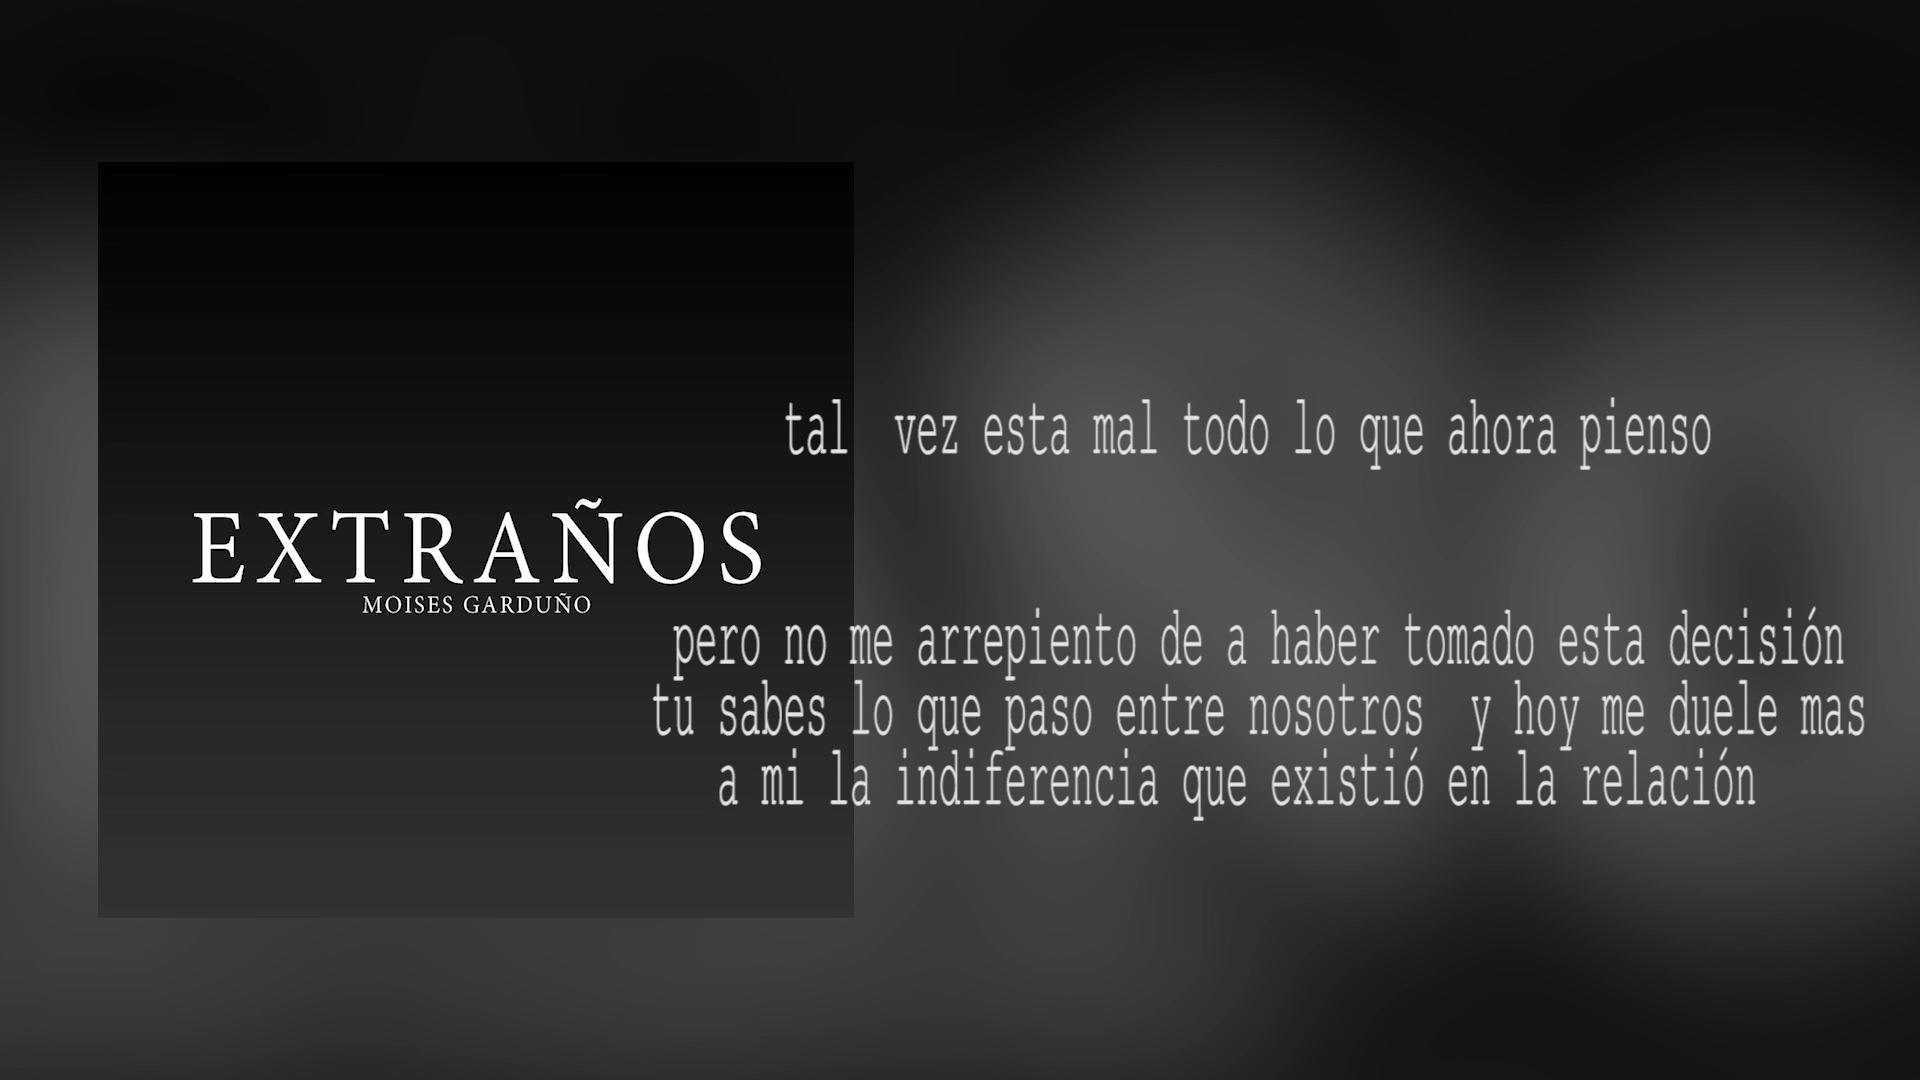 EXTRAÑOS
MOISES GARDUÑO
tal  vez esta mal todo lo que ahora pienso
pero no me arrepiento de a haber tomado esta decisión
tu sabes lo que paso entre nosotros  y hoy me duele mas
a mi la indiferencia que existió en la relación